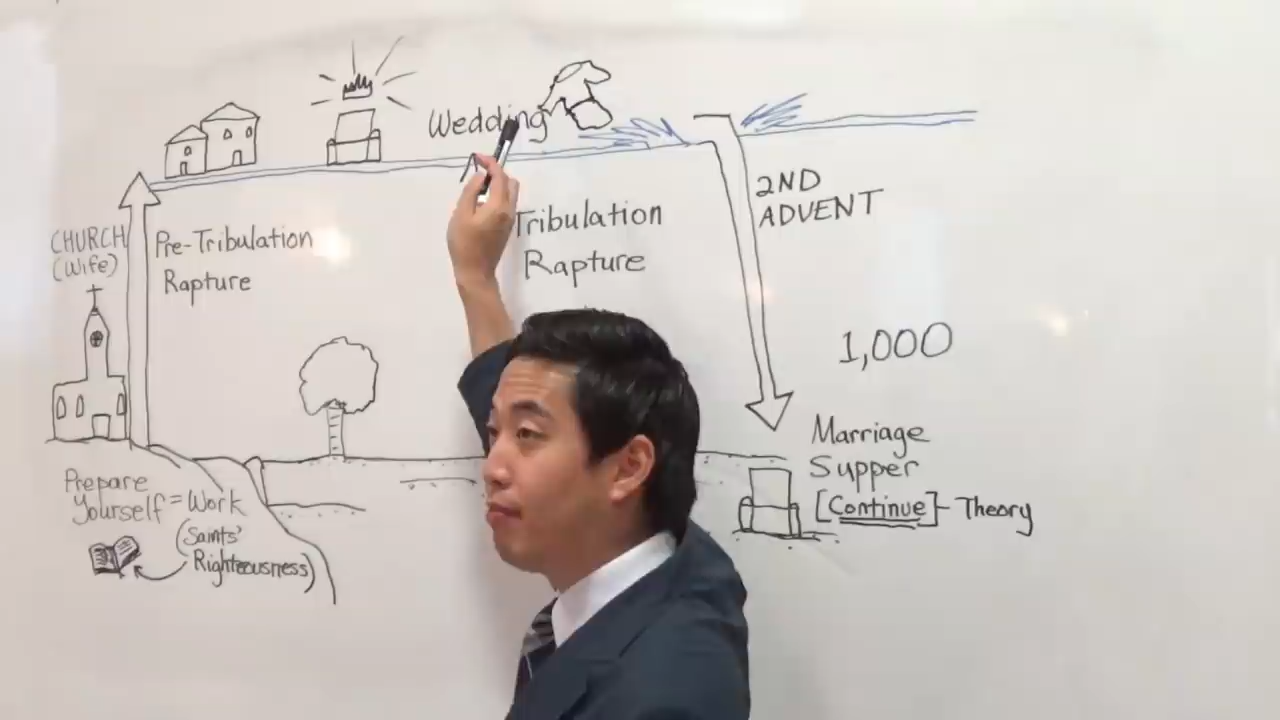 Wedding
CHURCH
(Wife)
Pre-Tribulation
Rapture
Tribulation
Rapture
2ND
ADVENT
1,000
Marriage
Supper
[Continue] - Theory
Prepare
Yourself = Work
(Saints'
Righteousness)